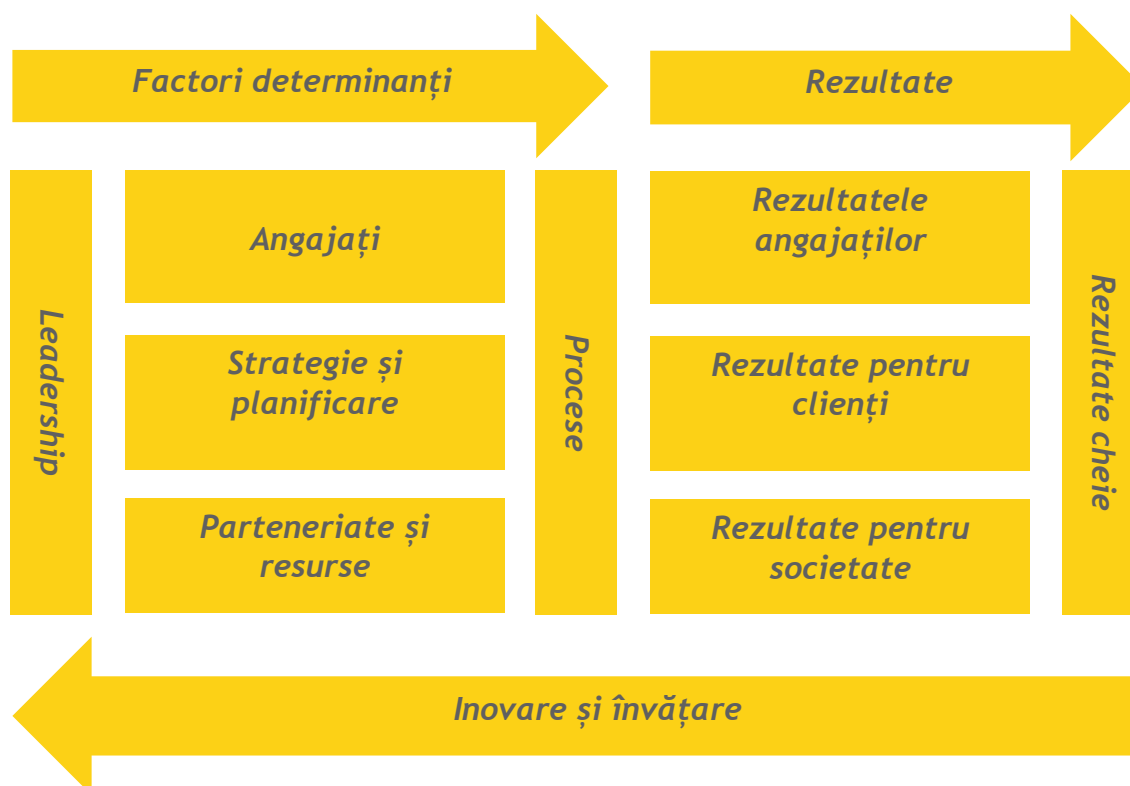 Factori determinanți
Rezultate
Leadership
Angajați
Strategie și
planificare
Parteneriate și
resurse
Procese
Rezultatele
angajaților
Rezultate pentru
clienți
Rezultate pentru
societate
Rezultate cheie
Inovare și învățare